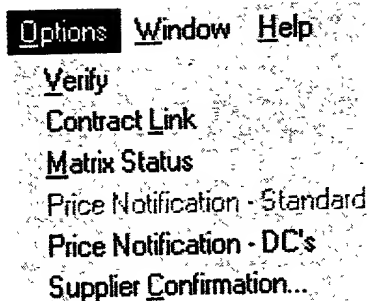 Options Window Help
Verify
Contract Link
Matrix Status
Price Notification - Standard
Price Notification - DC's
Supplier Confirmation...